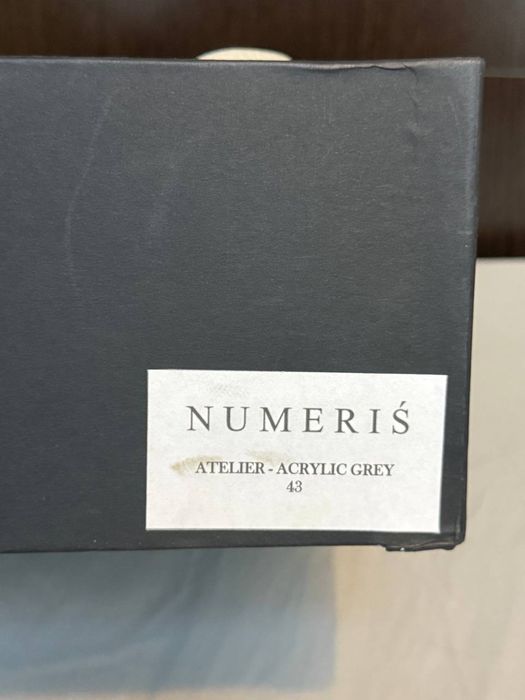 NUMERIŚ
ATELIER - ACRYLIC GREY
43